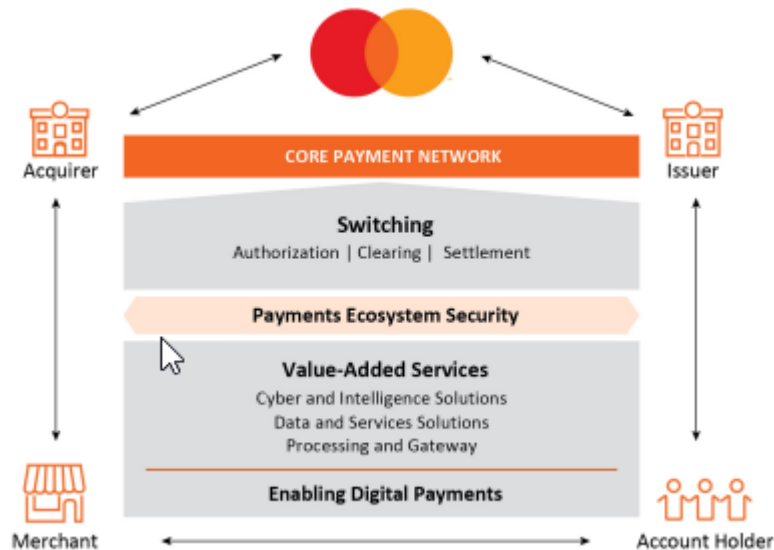 CORE PAYMENT NETWORK
Acquirer
Issuer
Switching
Authorization | Clearing | Settlement
Payments Ecosystem Security
Value-Added Services
Cyber and Intelligence Solutions
Data and Services Solutions
Processing and Gateway
Enabling Digital Payments
Merchant
Account Holder